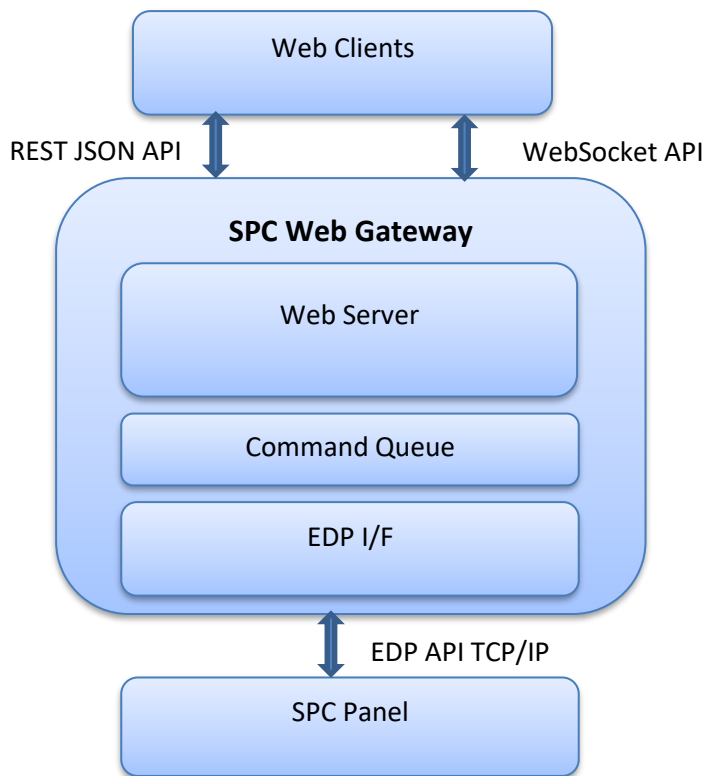 Web Clients
REST JSON API
WebSocket API
SPC Web Gateway
Web Server
Command Queue
EDP I/F
EDP API TCP/IP
SPC Panel